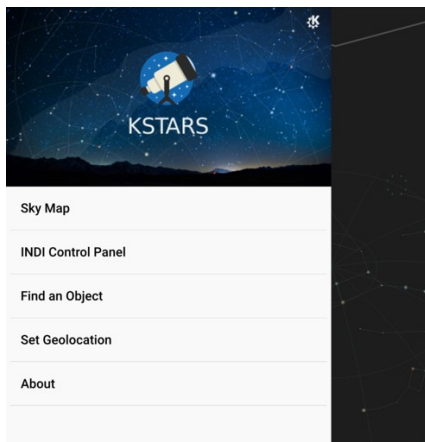 KSTARS
Sky Map
INDI Control Panel
Find an Object
Set Geolocation
About